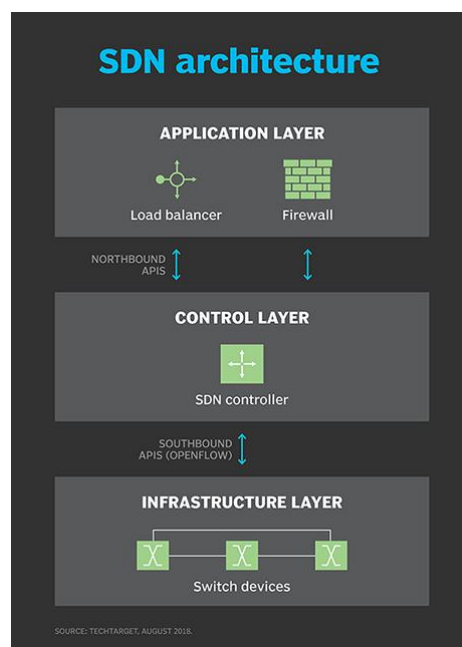 SDN architecture
APPLICATION LAYER
Load balancer
Firewall
NORTHBOUND
APIS
CONTROL LAYER
SDN controller
SOUTHBOUND
APIS (OPENFLOW)
INFRASTRUCTURE LAYER
Switch devices
SOURCE: TECHTARGET, AUGUST 2018.